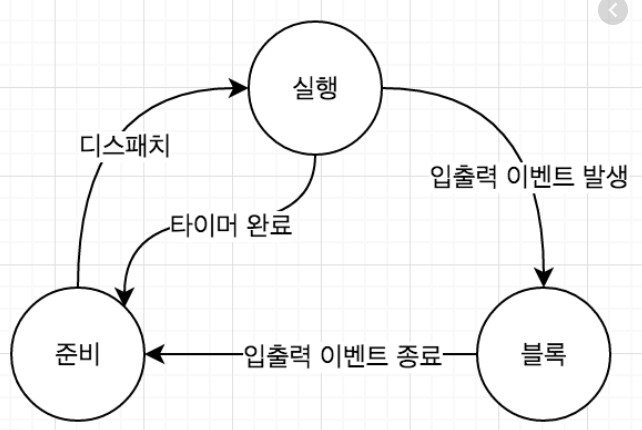 실행
디스패치
입출력 이벤트 발생
타이머 완료
준비
입출력 이벤트 종료
블록